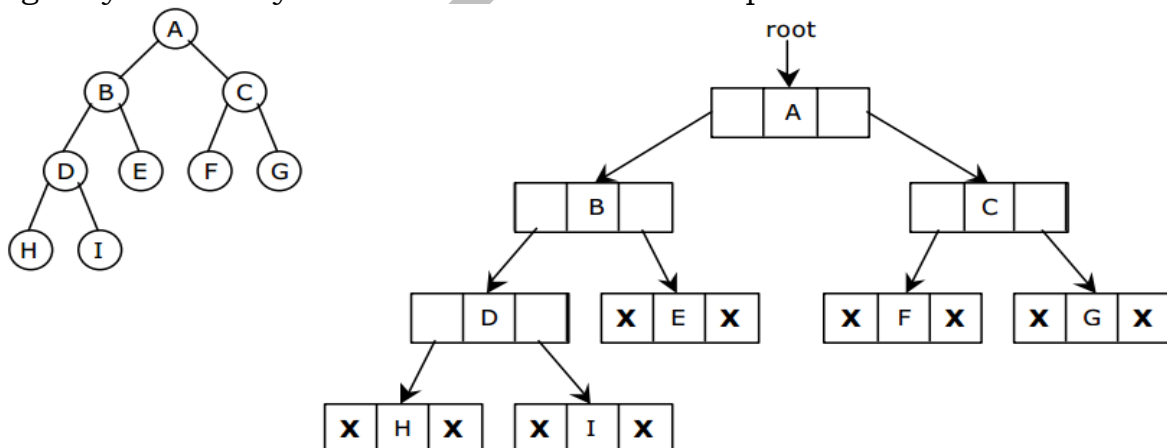 A
root
B C
A
D E F G
B C
H I
D X E X X F X X G X
X H X X I X